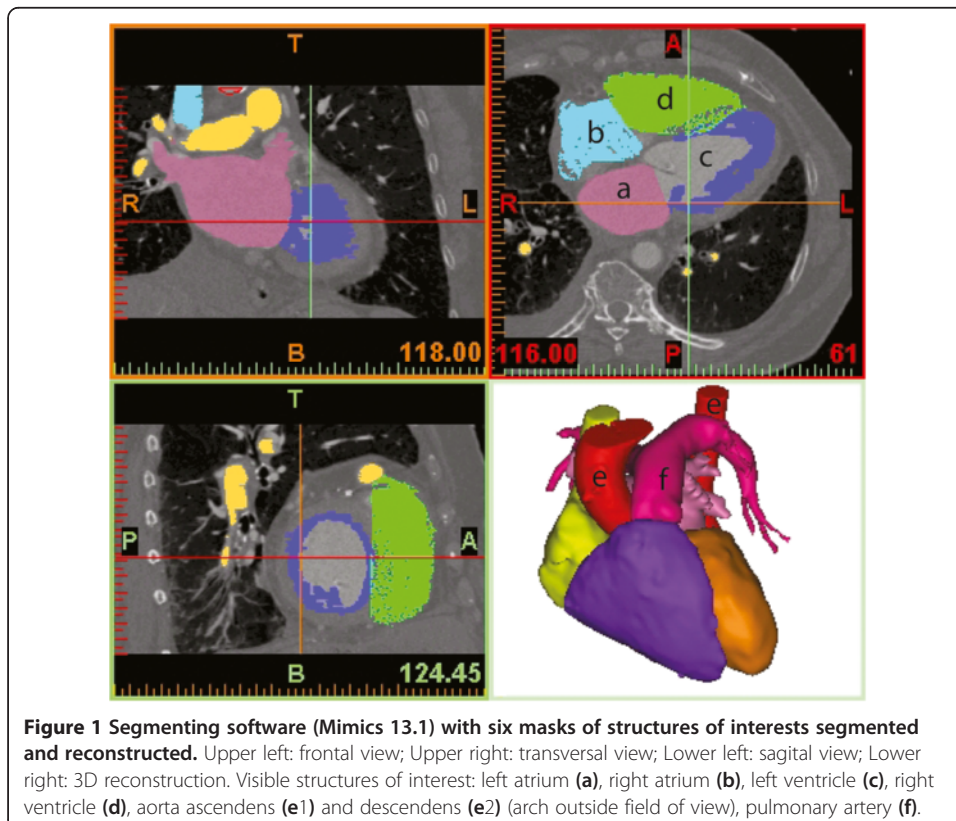 T
R
L
B
118.00
A
d
b
c
a
R
L
116.00
P
61
T
P
A
B
124.45
e
e
f
Figure 1 Segmenting software (Mimics 13.1) with six masks of structures of interests segmented
and reconstructed. Upper left: frontal view; Upper right: transversal view; Lower left: sagital view; Lower
right: 3D reconstruction. Visible structures of interest: left atrium (a), right atrium (b), left ventricle (c), right
ventricle (d), aorta ascendens (e1) and descendens (e2) (arch outside field of view), pulmonary artery (f).